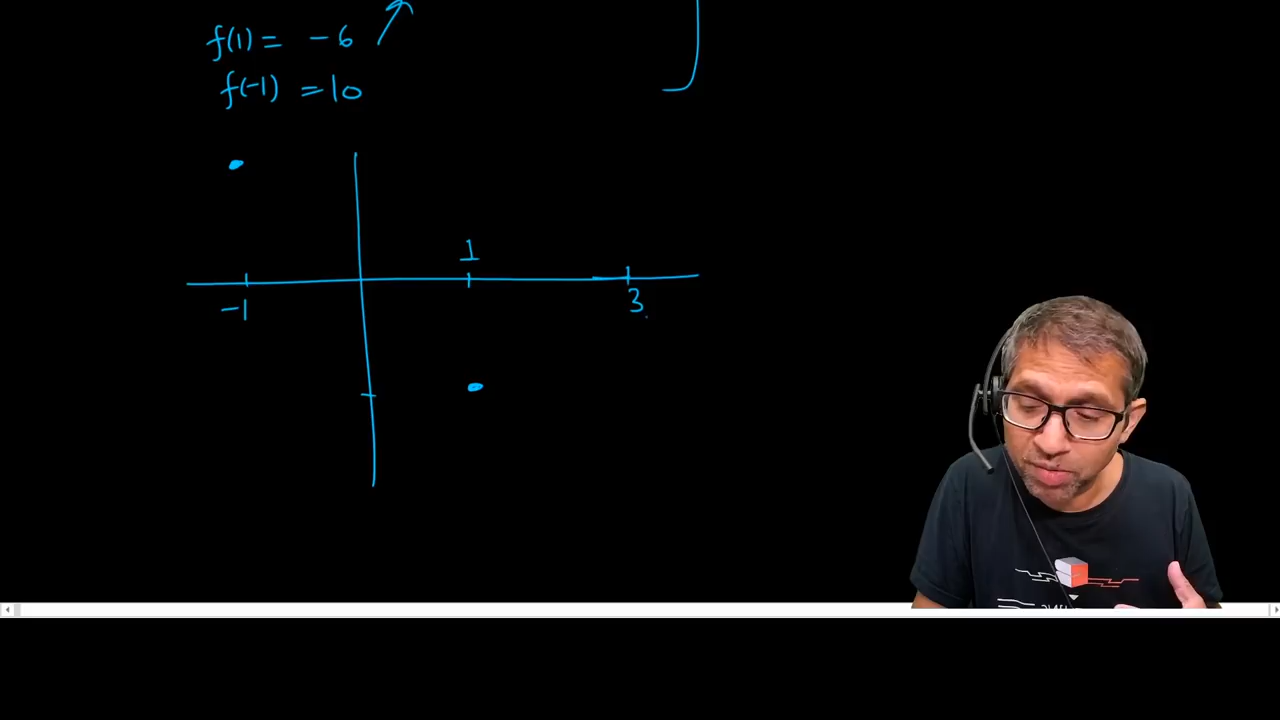 f(1) = -6
f(-1) = 10
1
-1
3